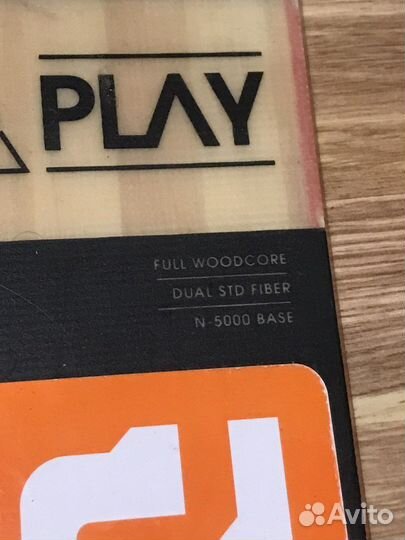 PLAY
FULL WOODCORE
DUAL STD FIBER
N-5000 BASE
Avito